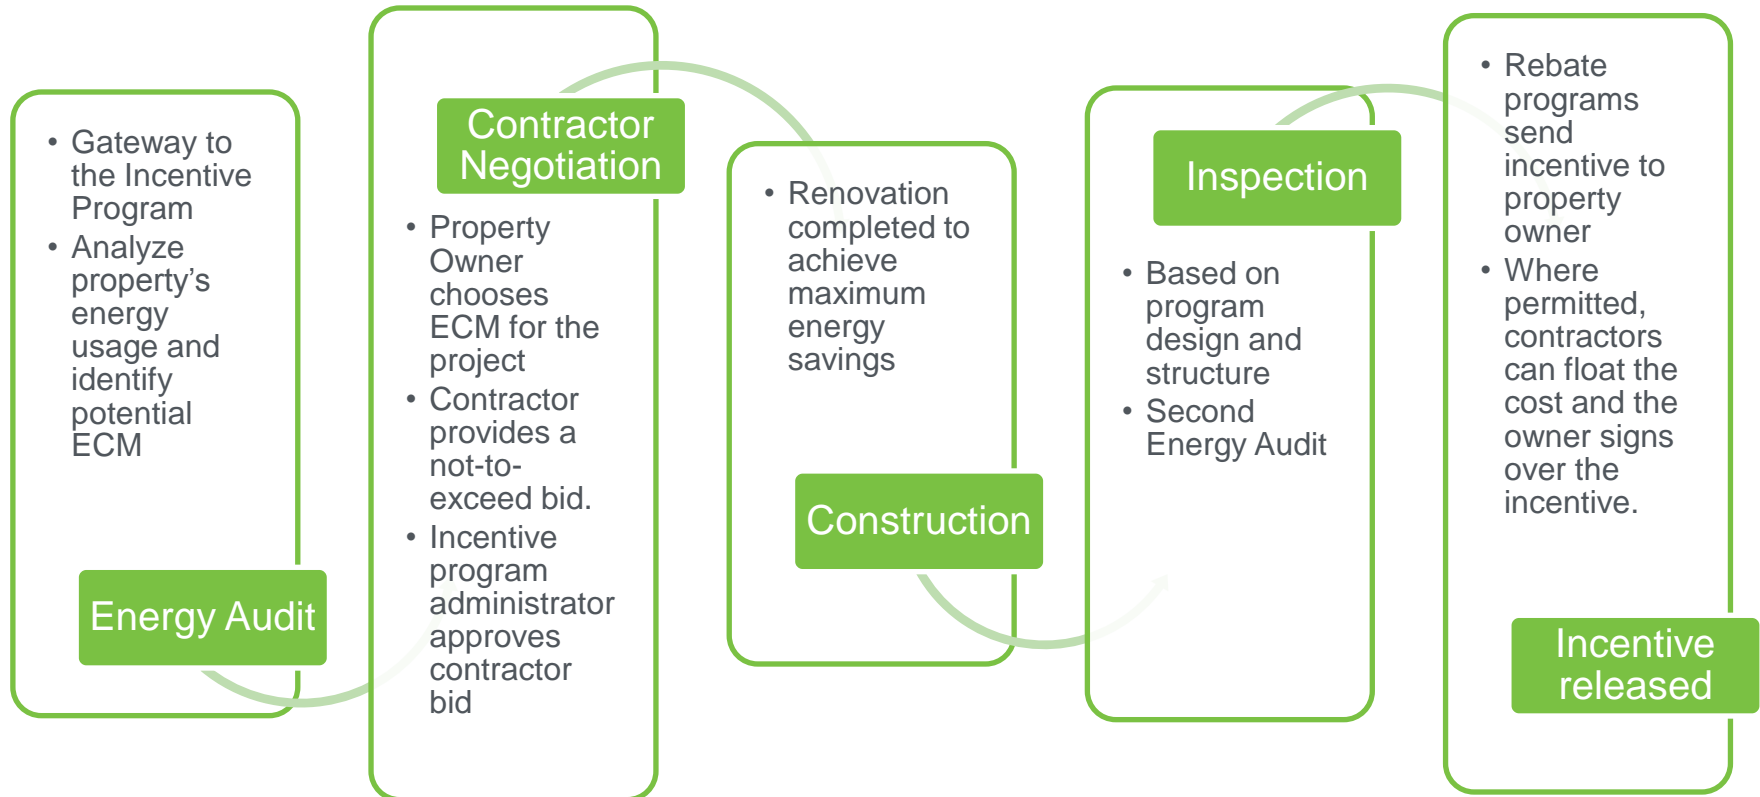 • Gateway to
the Incentive
Program
• Analyze
property’s
energy
usage and
identify
potential
ECM
Energy Audit
Contractor
Negotiation
• Property
Owner
chooses
ECM for the
project
• Contractor
provides a
not-to-
exceed bid.
• Incentive
program
administrator
approves
contractor
bid
• Renovation
completed to
achieve
maximum
energy
savings
Construction
Inspection
• Based on
program
design and
structure
• Second
Energy Audit
• Rebate
programs
send
incentive to
property
owner
• Where
permitted,
contractors
can float the
cost and the
owner signs
over the
incentive.
Incentive
released